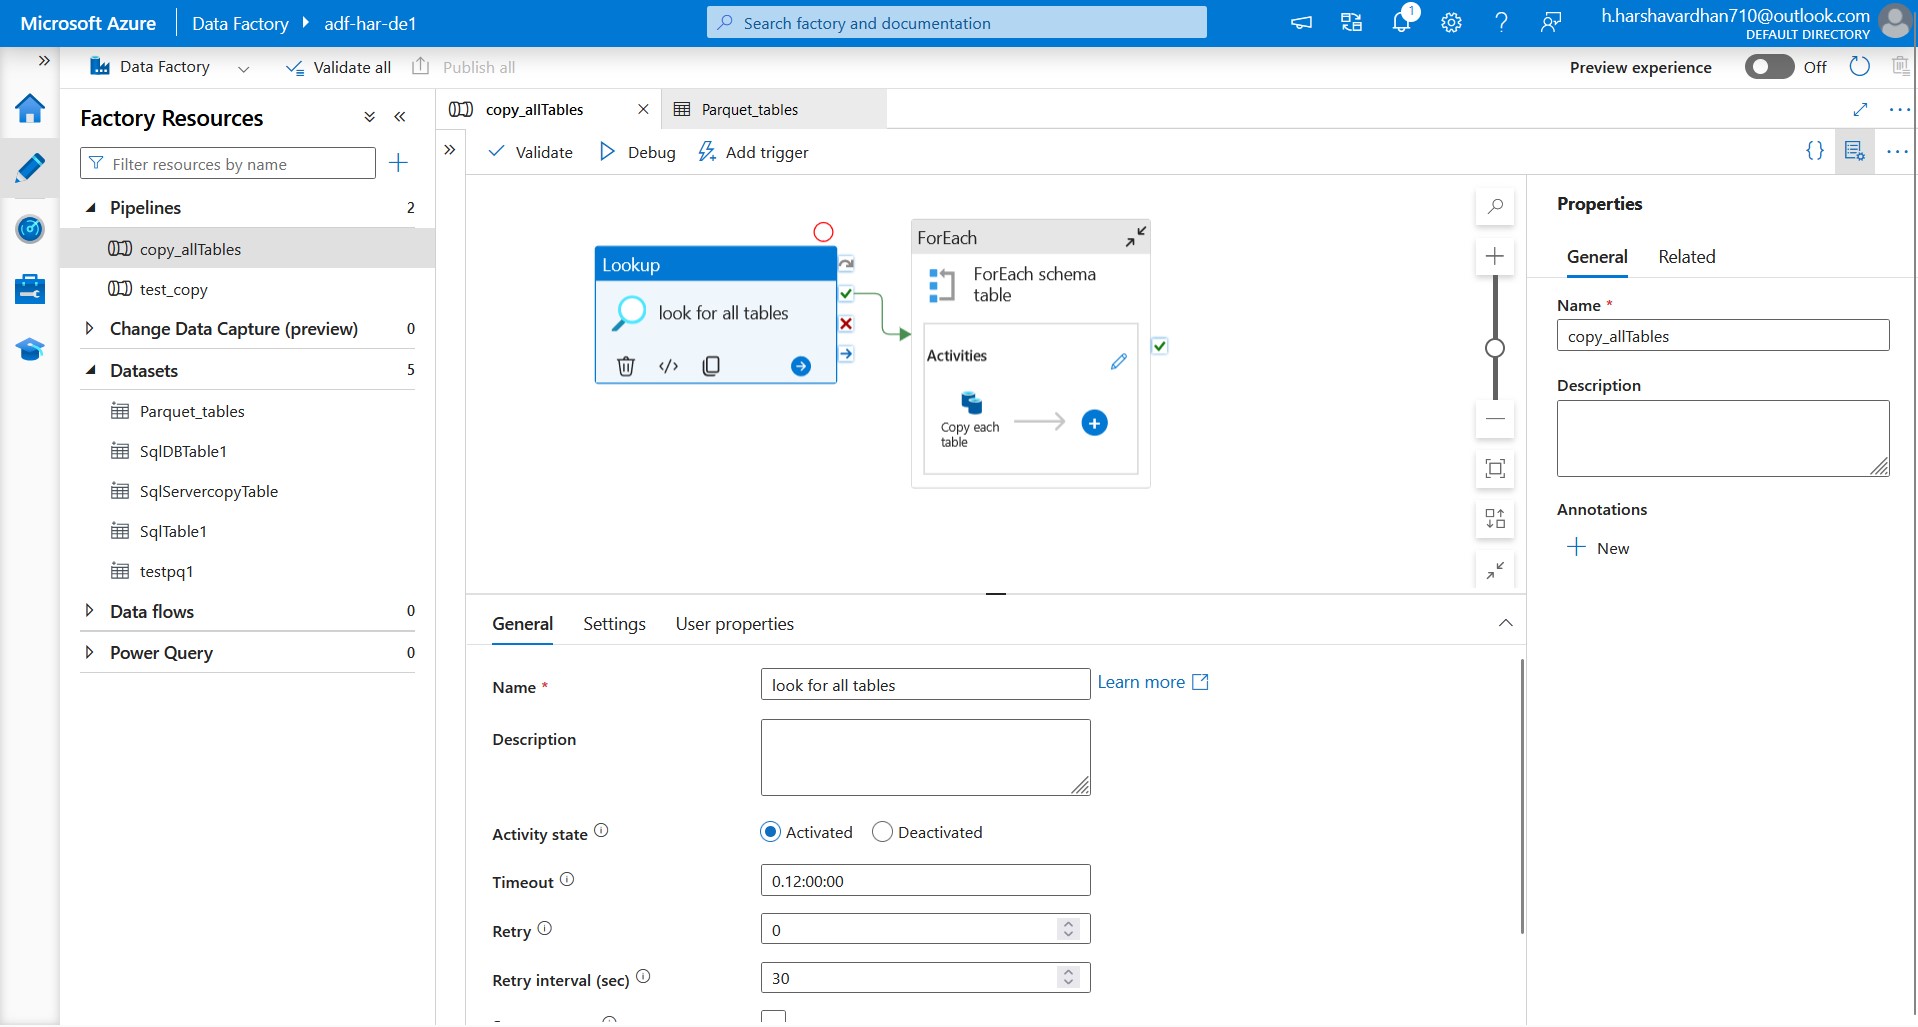 Microsoft Azure
Data Factory
adf-har-de1
Search factory and documentation
1
h.harshavardhan710@outlook.com
DEFAULT DIRECTORY
Data Factory
Validate all
Publish all
Preview experience
Off
Factory Resources
Filter resources by name
Pipelines 2
copy_allTables
test_copy
Change Data Capture (preview) 0
Datasets 5
Parquet_tables
SqlDBTable1
SqlServercopyTable
SqlTable1
testpq1
Data flows 0
Power Query 0
copy_allTables
Parquet_tables
Validate
Debug
Add trigger
Lookup
look for all tables
ForEach
ForEach schema
table
Activities
Copy each
table
General
Settings
User properties
Name *
look for all tables
Learn more
Description
Activity state
Activated
Deactivated
Timeout
0.12:00:00
Retry
0
Retry interval (sec)
30
Properties
General
Related
Name *
copy_allTables
Description
Annotations
New